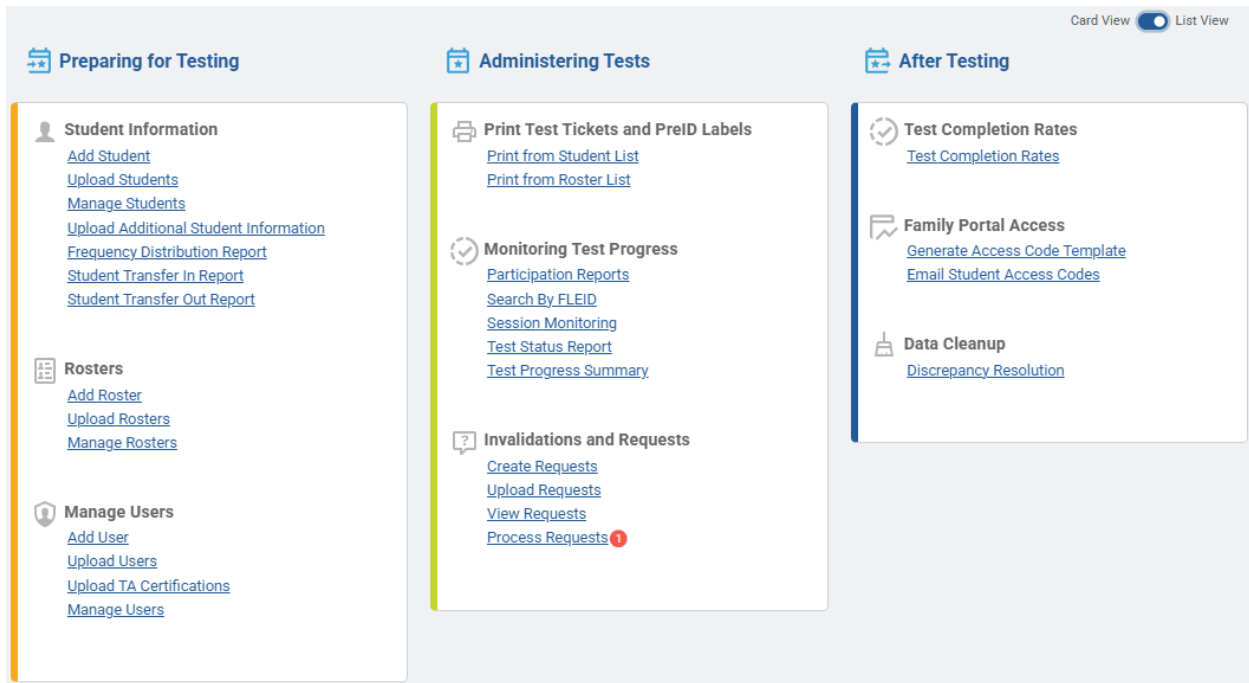 Card View List View
Preparing for Testing
Student Information
Add Student
Upload Students
Manage Students
Upload Additional Student Information
Frequency Distribution Report
Student Transfer In Report
Student Transfer Out Report
Rosters
Add Roster
Upload Rosters
Manage Rosters
Manage Users
Add User
Upload Users
Upload TA Certifications
Manage Users
Administering Tests
Print Test Tickets and PreID Labels
Print from Student List
Print from Roster List
Monitoring Test Progress
Participation Reports
Search By FLEID
Session Monitoring
Test Status Report
Test Progress Summary
Invalidations and Requests
Create Requests
Upload Requests
View Requests
Process Requests 1
After Testing
Test Completion Rates
Test Completion Rates
Family Portal Access
Generate Access Code Template
Email Student Access Codes
Data Cleanup
Discrepancy Resolution